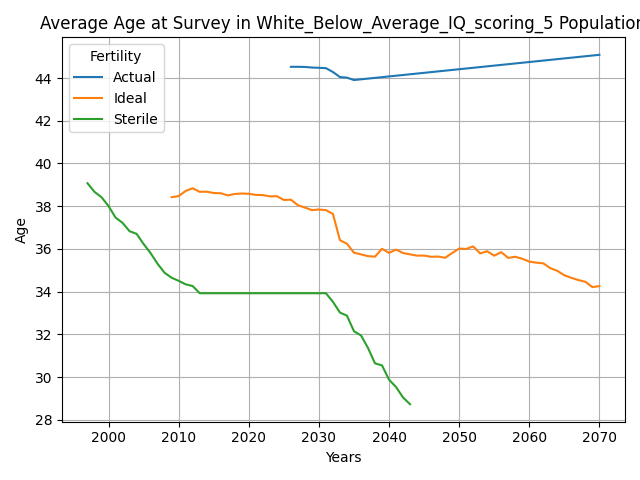 Average Age at Survey in White_Below_Average_IQ_scoring_5 Population
Fertility
Actual
Ideal
Sterile
Age
44
42
40
38
36
34
32
30
28
2000 2010 2020 2030 2040 2050 2060 2070
Years